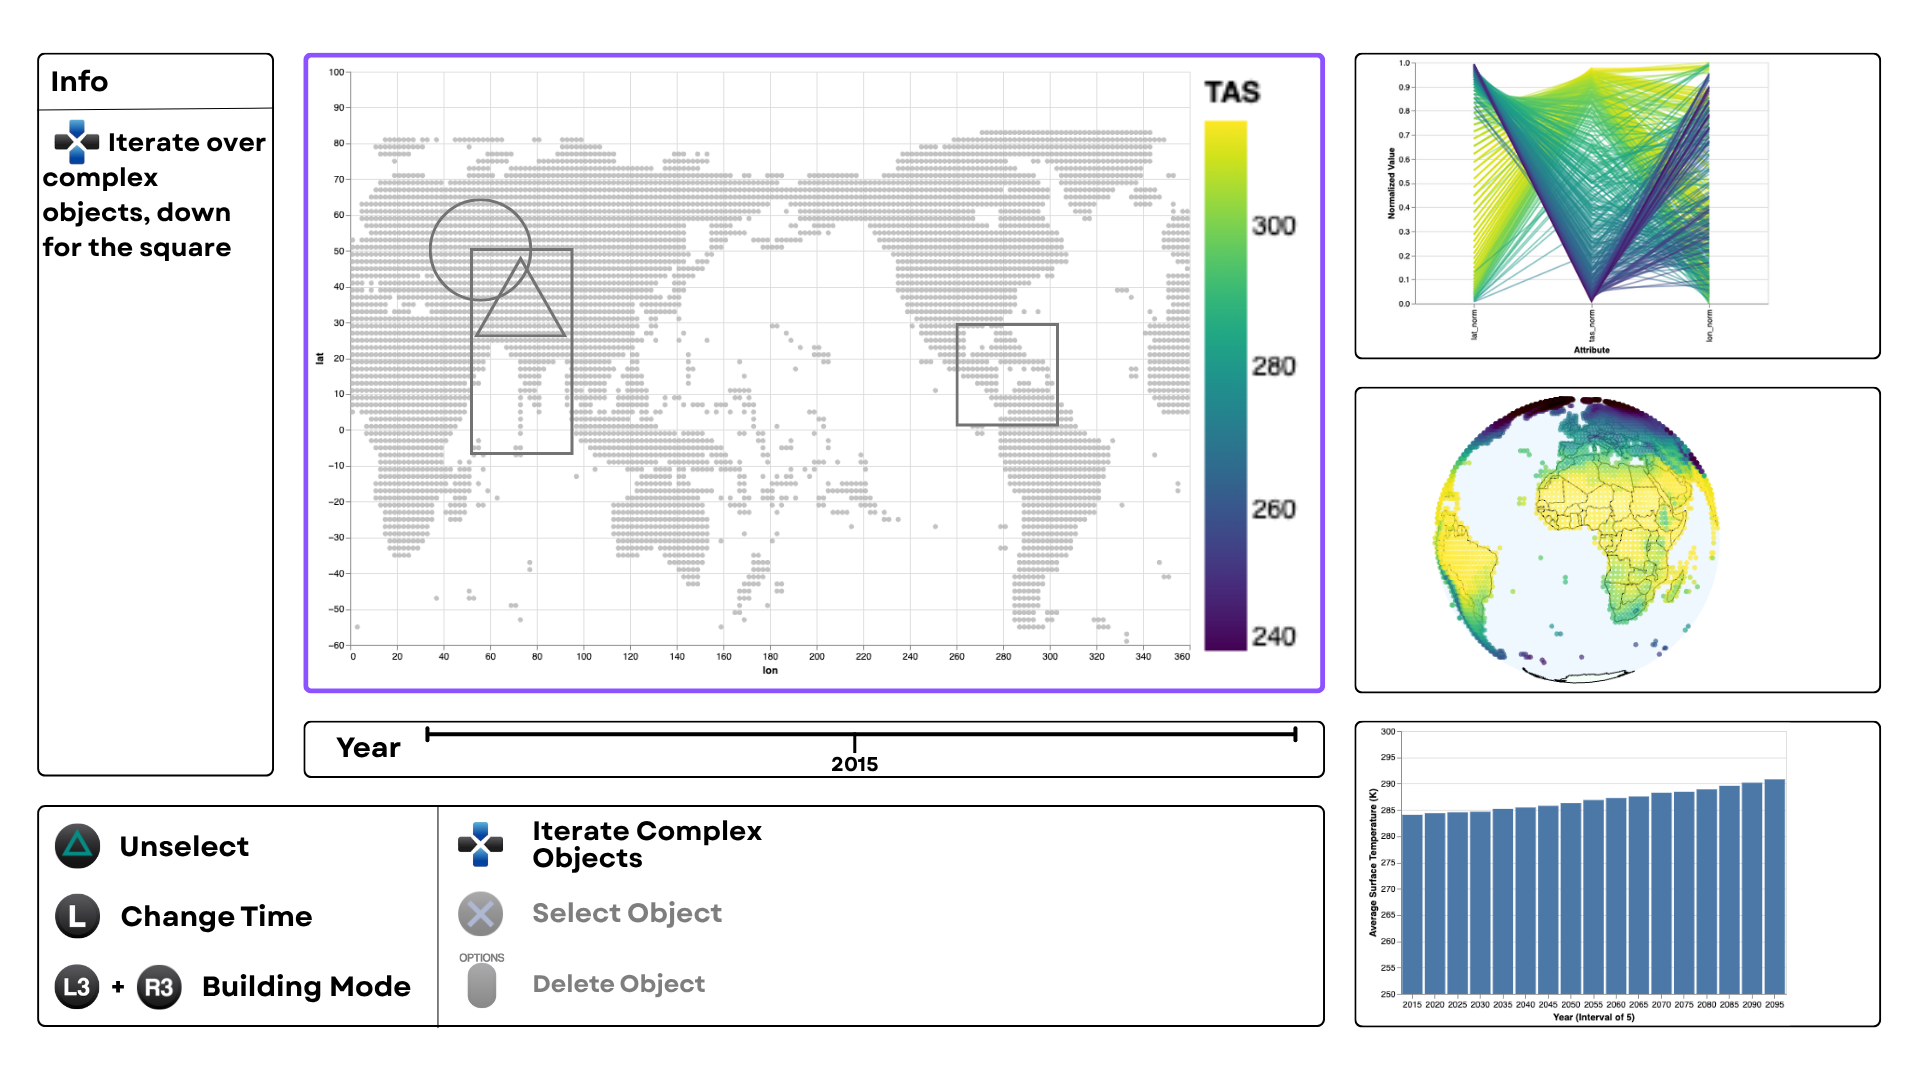 Info
Iterate over
complex
objects, down
for the square
100
90
80
70
60
50
40
30
20
10
0
−10
−20
−30
−40
−50
−60
lat
0 20 40 60 80 100 120 140 160 180 200 220 240 260 280 300 320 340 360
lon
TAS
300
280
260
240
Year
2015
Unselect
L Change Time
L3 + R3 Building Mode
Iterate Complex
Objects
Select Object
OPTIONS
Delete Object
1.0
0.9
0.8
0.7
0.6
0.5
0.4
0.3
0.2
0.1
0.0
Normalized Value
lat_norm tas_norm lon_norm
Attribute
300
295
290
285
280
275
270
265
260
255
250
Average Surface Temperature (K)
2015 2020 2025 2030 2035 2040 2045 2050 2055 2060 2065 2070 2075 2080 2085 2090 2095
Year (Interval of 5)